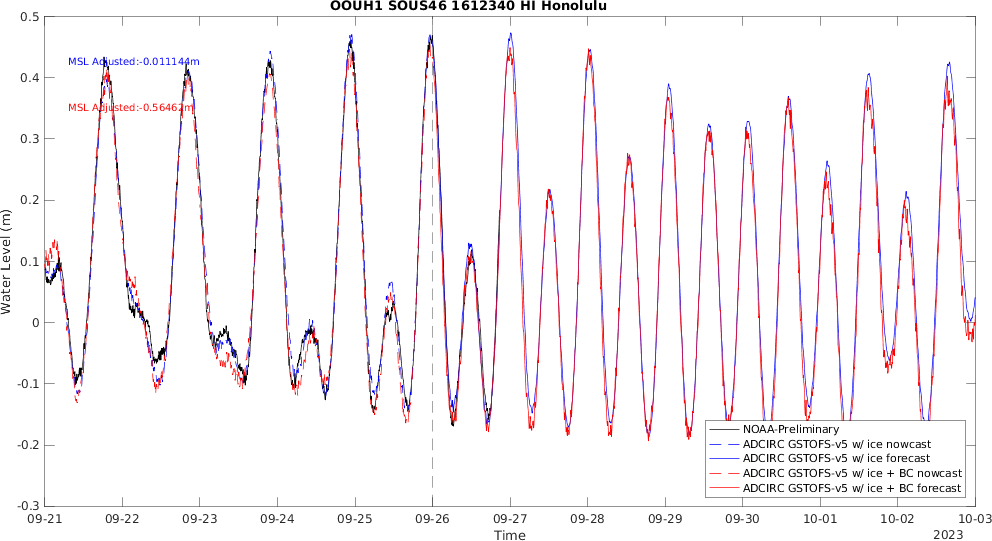 OOUH1 SOUS46 1612340 HI Honolulu
0.5
MSL Adjusted:-0.011144m
0.4
MSL Adjusted:-0.56462m
0.3
0.2
Water Level (m)
0.1
0
-0.1
-0.2
-0.3
NOAA-Preliminary
ADCIRC GSTOFS-v5 w/ ice nowcast
ADCIRC GSTOFS-v5 w/ ice forecast
ADCIRC GSTOFS-v5 w/ ice + BC nowcast
ADCIRC GSTOFS-v5 w/ ice + BC forecast
09-21 09-22 09-23 09-24 09-25 09-26 09-27 09-28 09-29 09-30 10-01 10-02 10-03
Time
2023